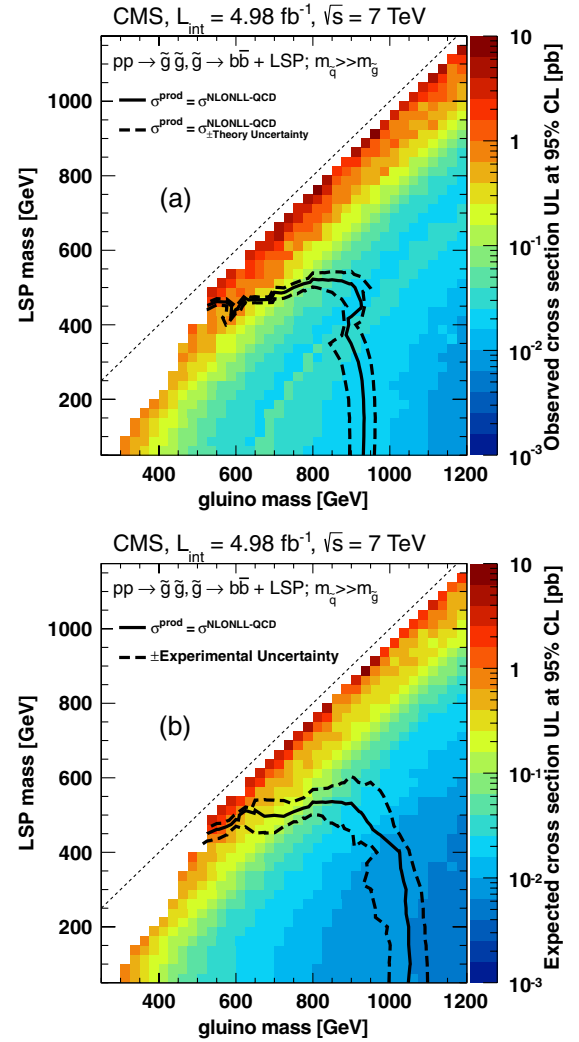 CMS, L_int = 4.98 fb⁻¹, √s = 7 TeV
pp → g̃ g̃, g̃ → bb̄ + LSP; m_q̃ >> m_g̃
σ^prod = σ^NLONLL-QCD
σ^prod = σ^NLONLL-QCD_±Theory Uncertainty
(a)
LSP mass [GeV]
1000
800
600
400
200
400 600 800 1000 1200
gluino mass [GeV]
10
1
10⁻¹
10⁻²
10⁻³
Observed cross section UL at 95% CL [pb]
CMS, L_int = 4.98 fb⁻¹, √s = 7 TeV
pp → g̃ g̃, g̃ → bb̄ + LSP; m_q̃ >> m_g̃
σ^prod = σ^NLONLL-QCD
±Experimental Uncertainty
(b)
LSP mass [GeV]
1000
800
600
400
200
400 600 800 1000 1200
gluino mass [GeV]
10
1
10⁻¹
10⁻²
10⁻³
Expected cross section UL at 95% CL [pb]